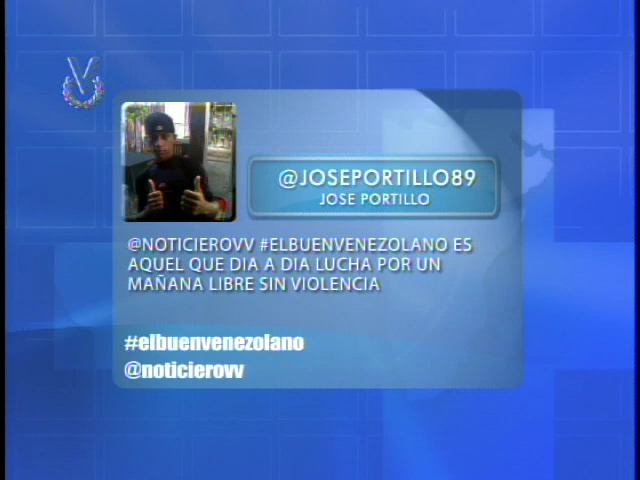 @JOSEPORTILLO89
JOSE PORTILLO
@NOTICIEROVV #ELBUENVENEZOLANO ES
AQUEL QUE DIA A DIA LUCHA POR UN
MAÑANA LIBRE SIN VIOLENCIA
#elbuenvenezolano
@noticierovv